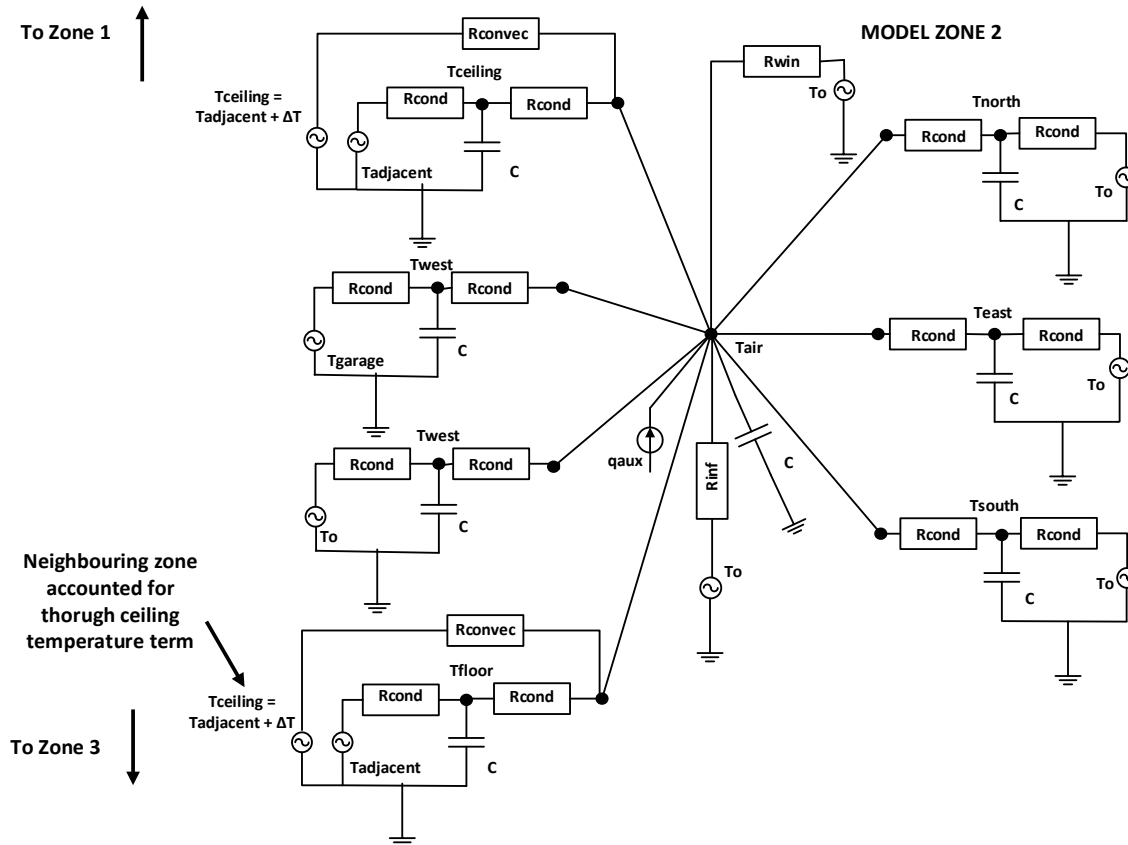 To Zone 1
Rconvec
MODEL ZONE 2
Tceiling
Rwin
Tceiling =
Tadjacent + ΔT
Rcond
Rcond
To
Tnorth
Rcond
Rcond
Tadjacent
C
C
To
Twest
Rcond
Rcond
Teast
Rcond
Rcond
Tair
C
Tgarage
C
To
Twest
Rcond
Rcond
qaux
Rinf
C
C
To
Tsouth
Rcond
Rcond
Neighbouring zone
accounted for
thorugh ceiling
temperature term
To
C
To
Rconvec
Tfloor
Tceiling =
Tadjacent + ΔT
Rcond
Rcond
To Zone 3
Tadjacent
C